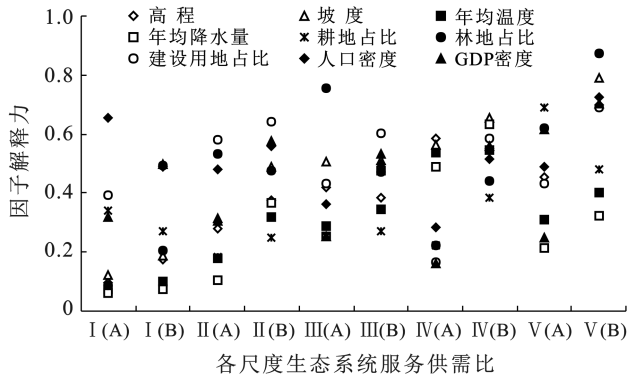 1.0
0.8
0.6
0.4
0.2
0
因子解释力
高程 坡度 年均温度
年均降水量 耕地占比 林地占比
建设用地占比 人口密度 GDP密度
Ⅰ(A) Ⅰ(B) Ⅱ(A) Ⅱ(B) Ⅲ(A) Ⅲ(B) Ⅳ(A) Ⅳ(B) Ⅴ(A) Ⅴ(B)
各尺度生态系统服务供需比